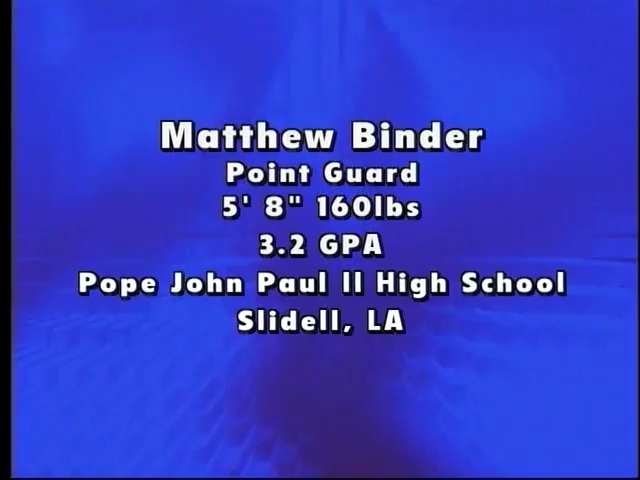 Matthew Binder
Point Guard
5' 8" 160lbs
3.2 GPA
Pope John Paul II High School
Slidell, LA